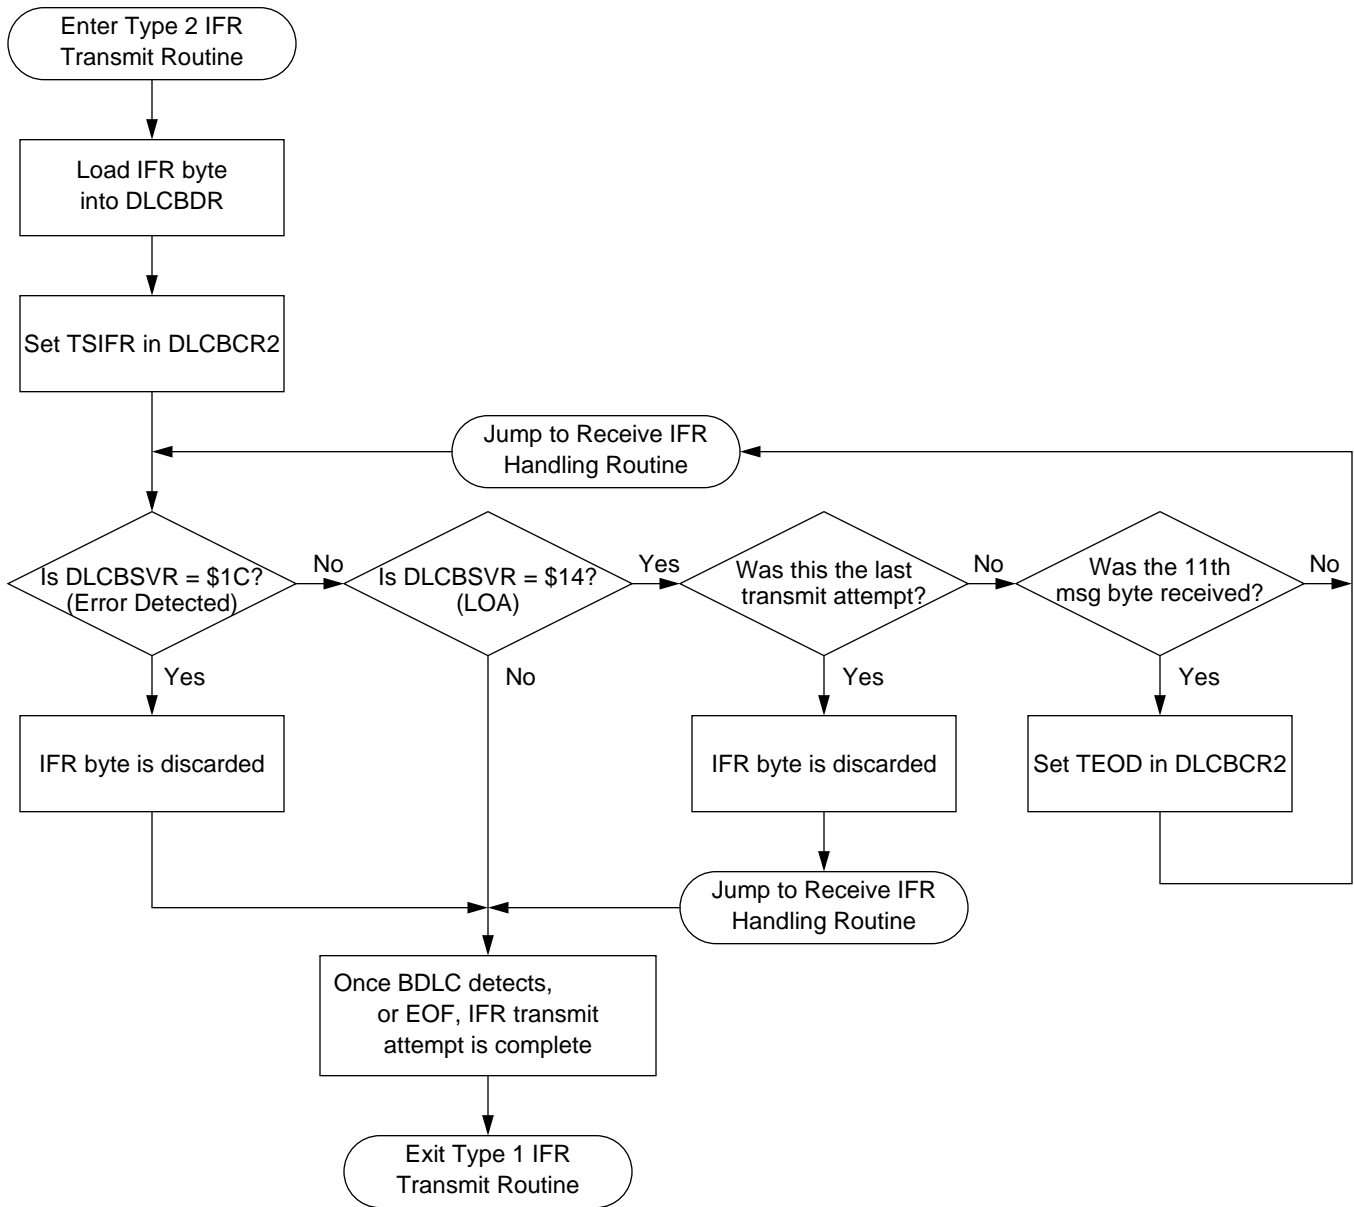 Enter Type 2 IFR
Transmit Routine
Load IFR byte
into DLCBDR
Set TSIFR in DLCBCR2
Jump to Receive IFR
Handling Routine
Is DLCBSVR = $1C?
(Error Detected)
No
Is DLCBSVR = $14?
(LOA)
Yes
Was this the last
transmit attempt?
No
Was the 11th
msg byte received?
No
Yes
No
Yes
Yes
IFR byte is discarded
IFR byte is discarded
Set TEOD in DLCBCR2
Jump to Receive IFR
Handling Routine
Once BDLC detects,
or EOF, IFR transmit
attempt is complete
Exit Type 1 IFR
Transmit Routine